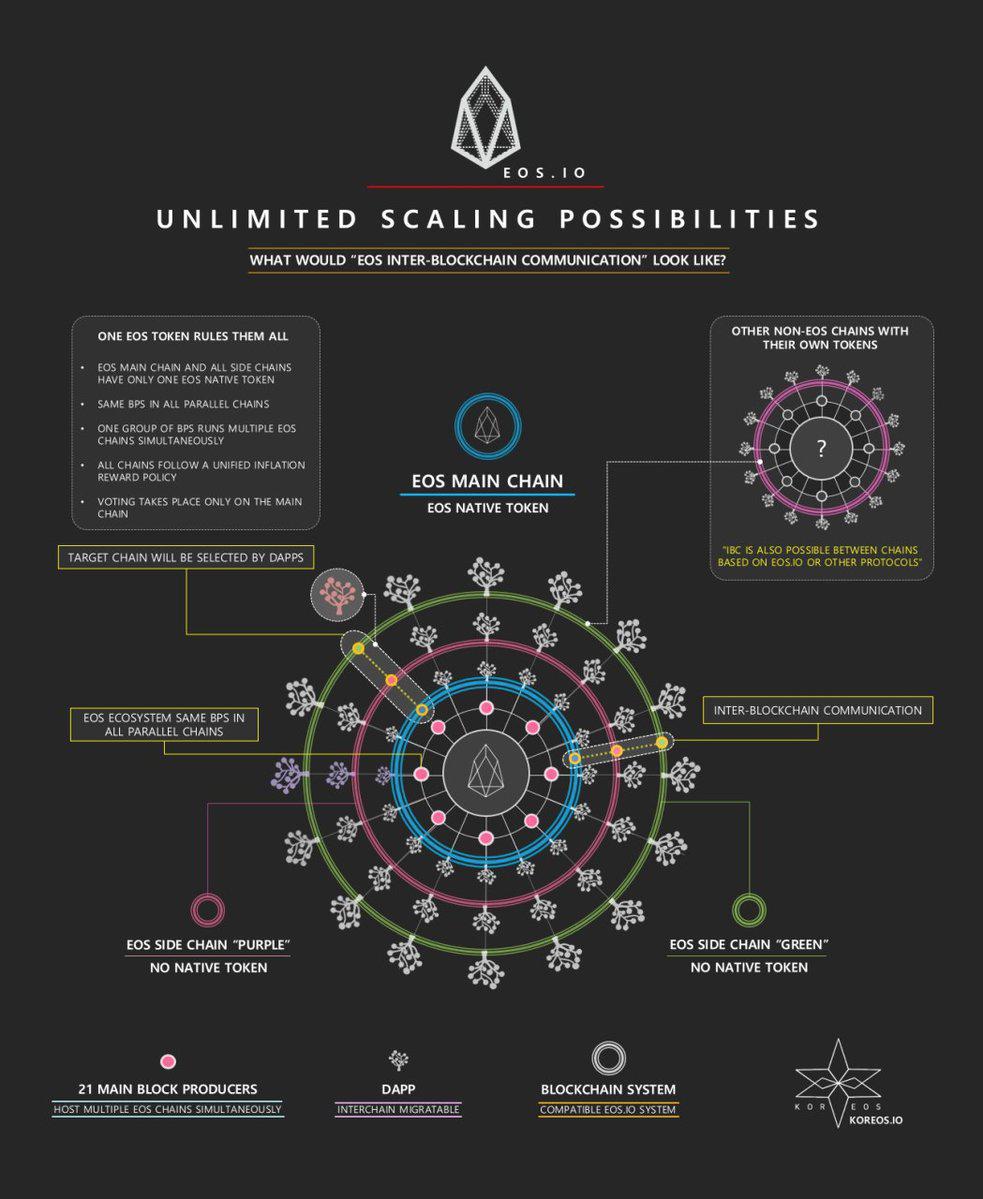 EOS.IO
UNLIMITED SCALING POSSIBILITIES
WHAT WOULD “EOS INTER-BLOCKCHAIN COMMUNICATION” LOOK LIKE?
ONE EOS TOKEN RULES THEM ALL
• EOS MAIN CHAIN AND ALL SIDE CHAINS
HAVE ONLY ONE EOS NATIVE TOKEN
• SAME BPS IN ALL PARALLEL CHAINS
• ONE GROUP OF BPS RUNS MULTIPLE EOS
CHAINS SIMULTANEOUSLY
• ALL CHAINS FOLLOW A UNIFIED INFLATION
REWARD POLICY
• VOTING TAKES PLACE ONLY ON THE MAIN
CHAIN
EOS MAIN CHAIN
EOS NATIVE TOKEN
OTHER NON-EOS CHAINS WITH
THEIR OWN TOKENS
?
"IBC IS ALSO POSSIBLE BETWEEN CHAINS
BASED ON EOS.IO OR OTHER PROTOCOLS"
TARGET CHAIN WILL BE SELECTED BY DAPPS
EOS ECOSYSTEM SAME BPS IN
ALL PARALLEL CHAINS
INTER-BLOCKCHAIN COMMUNICATION
EOS SIDE CHAIN “PURPLE”
NO NATIVE TOKEN
EOS SIDE CHAIN “GREEN”
NO NATIVE TOKEN
21 MAIN BLOCK PRODUCERS
HOST MULTIPLE EOS CHAINS SIMULTANEOUSLY
DAPP
INTERCHAIN MIGRATABLE
BLOCKCHAIN SYSTEM
COMPATIBLE EOS.IO SYSTEM
KOR EOS
KOREOS.IO